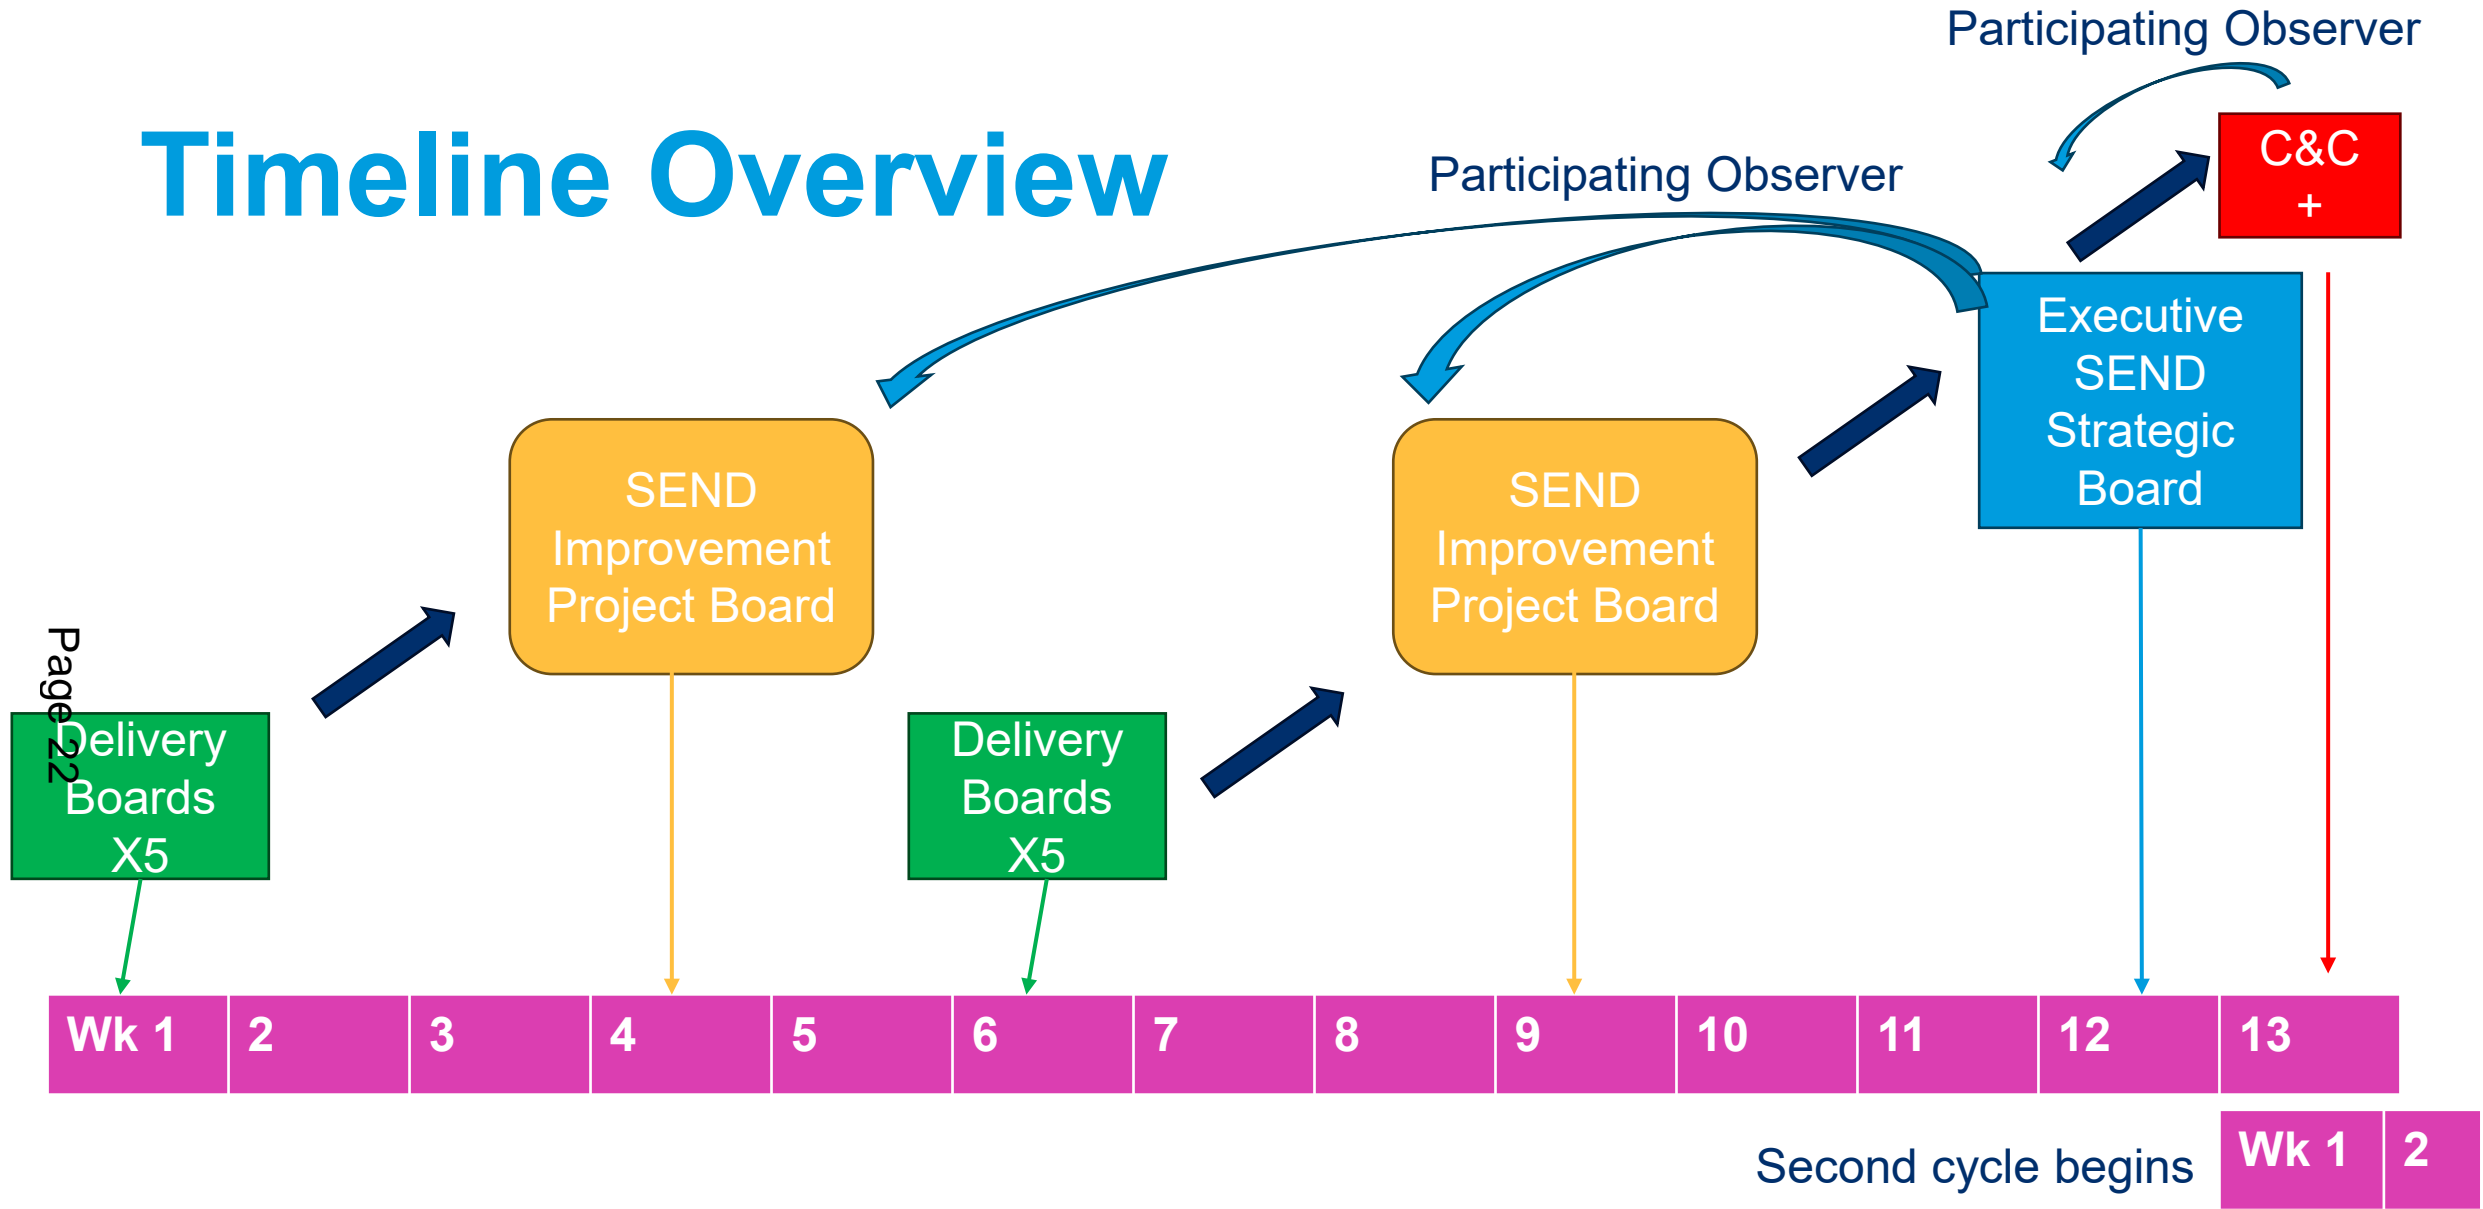 Participating Observer
Timeline Overview
Participating Observer
C&C
+
Executive
SEND
Strategic
Board
SEND
Improvement
Project Board
SEND
Improvement
Project Board
Page 22
Delivery
Boards
X5
Delivery
Boards
X5
Wk 1 2 3 4 5 6 7 8 9 10 11 12 13
Second cycle begins
Wk 1 2